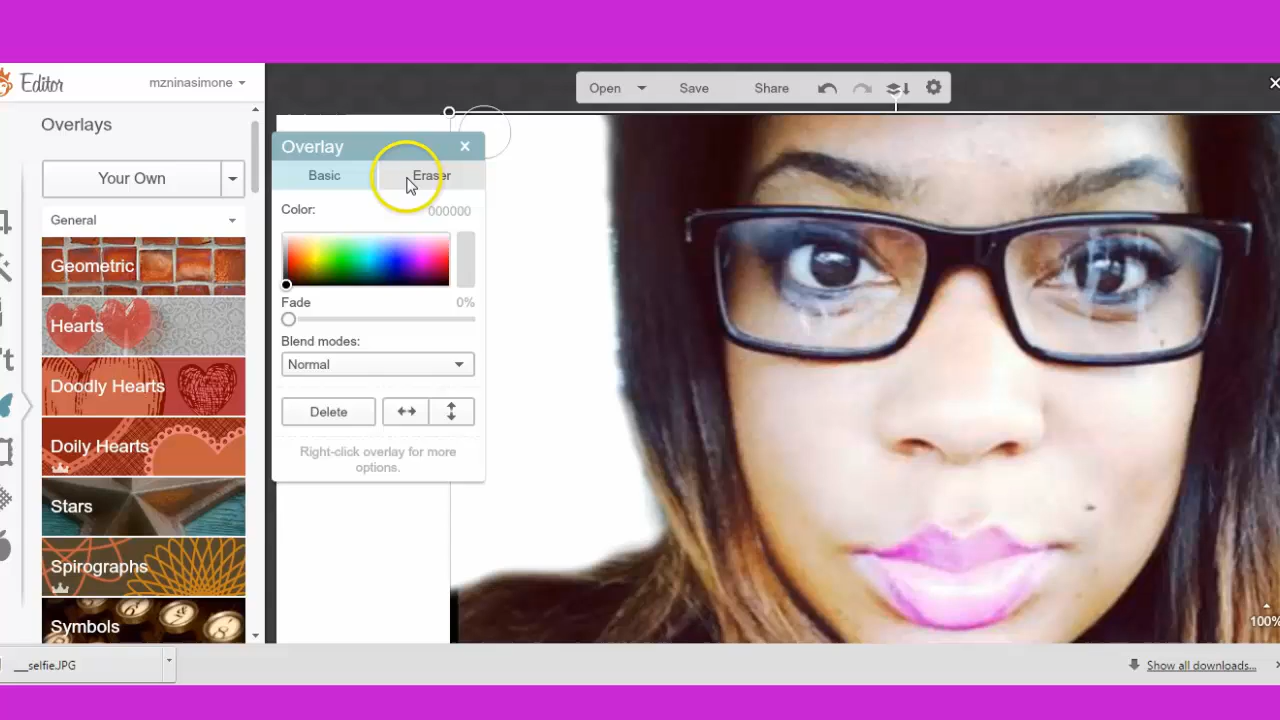 Editor
mzninasimone
Open
Save
Share
Overlays
Your Own
General
Geometric
Hearts
Doodly Hearts
Doily Hearts
Stars
Spirographs
Symbols
Overlay
Basic
Eraser
Color:
000000
Fade
0%
Blend modes:
Normal
Delete
Right-click overlay for more
options.
100%
__selfie.JPG
Show all downloads...